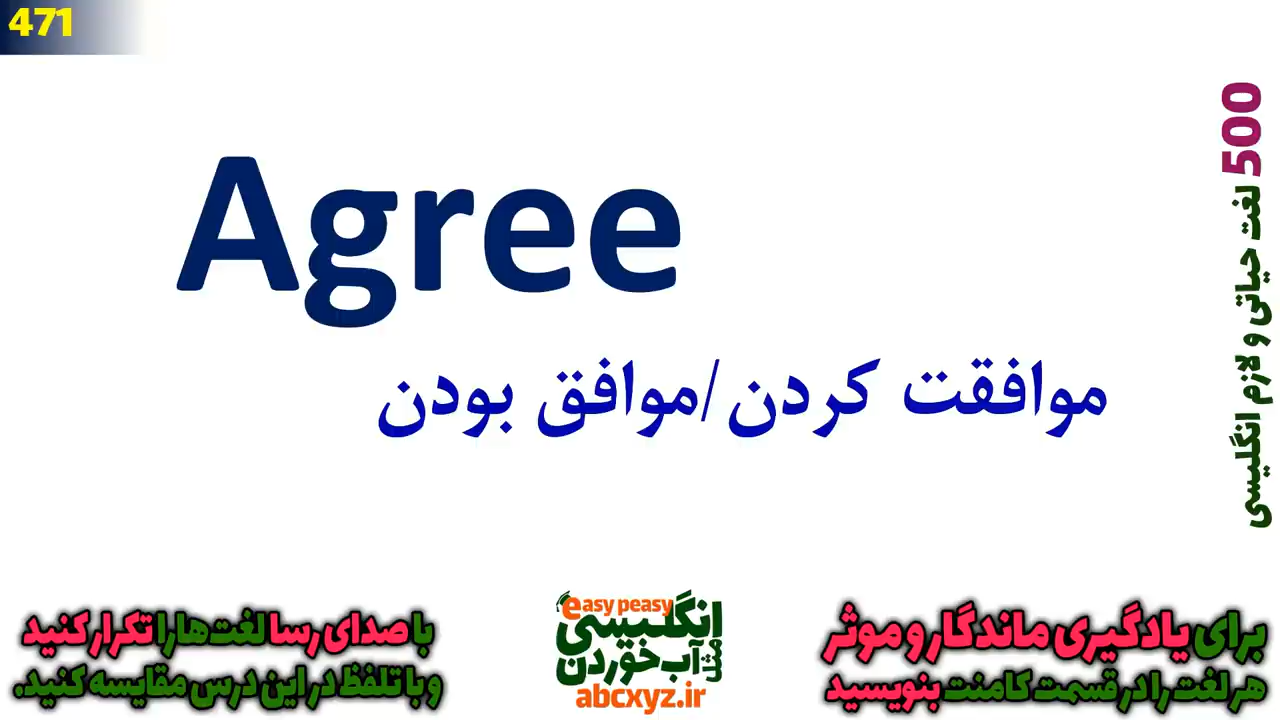 471
Agree
موافقت کردن/موافق بودن
500 لغت حیاتی و لازم انگلیسی
برای یادگیری ماندگار و موثر
هر لغت را در قسمت کامنت بنویسید
easy peasy
انگلیسی
مثل
آب خوردن
abcxyz.ir
با صدای رسا لغت‌ها را تکرار کنید
و با تلفظ در این درس مقایسه کنید.